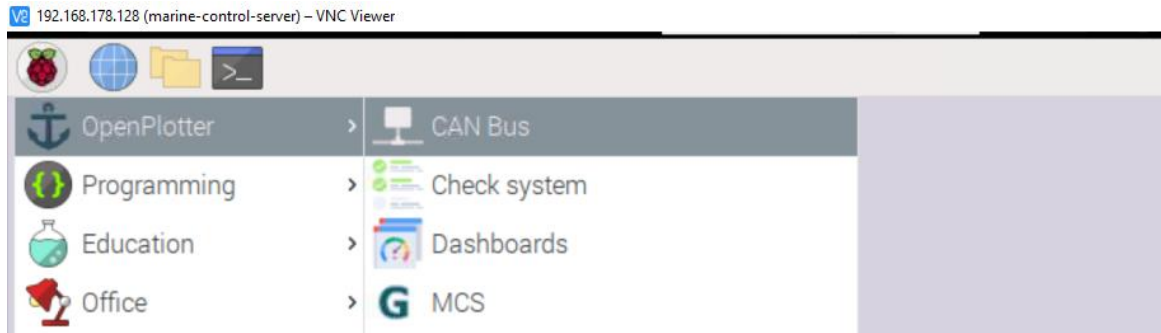 192.168.178.128 (marine-control-server) – VNC Viewer
OpenPlotter
CAN Bus
Programming
Check system
Education
Dashboards
Office
MCS